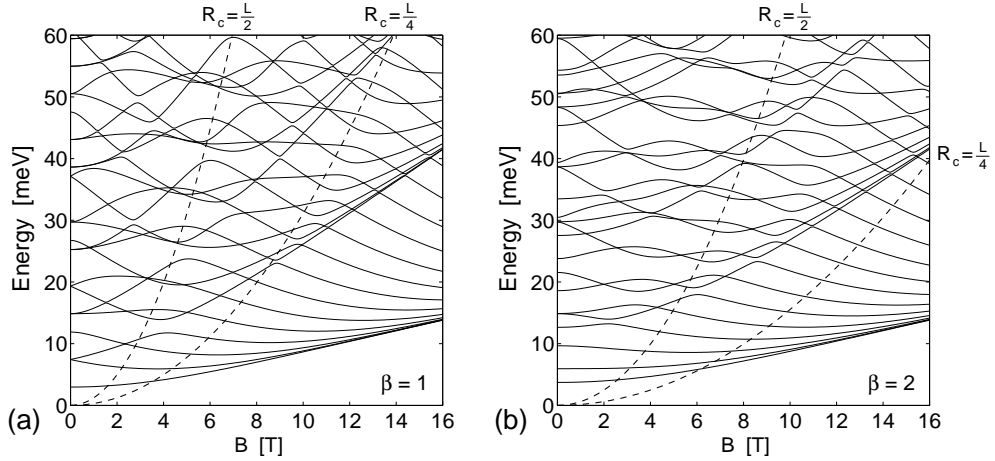 R_c = L/2
R_c = L/4
60
50
40
30
20
10
0
Energy [meV]
0 2 4 6 8 10 12 14 16
B [T]
β = 1
(a)
R_c = L/2
60
50
40
30
20
10
0
Energy [meV]
R_c = L/4
0 2 4 6 8 10 12 14 16
B [T]
β = 2
(b)